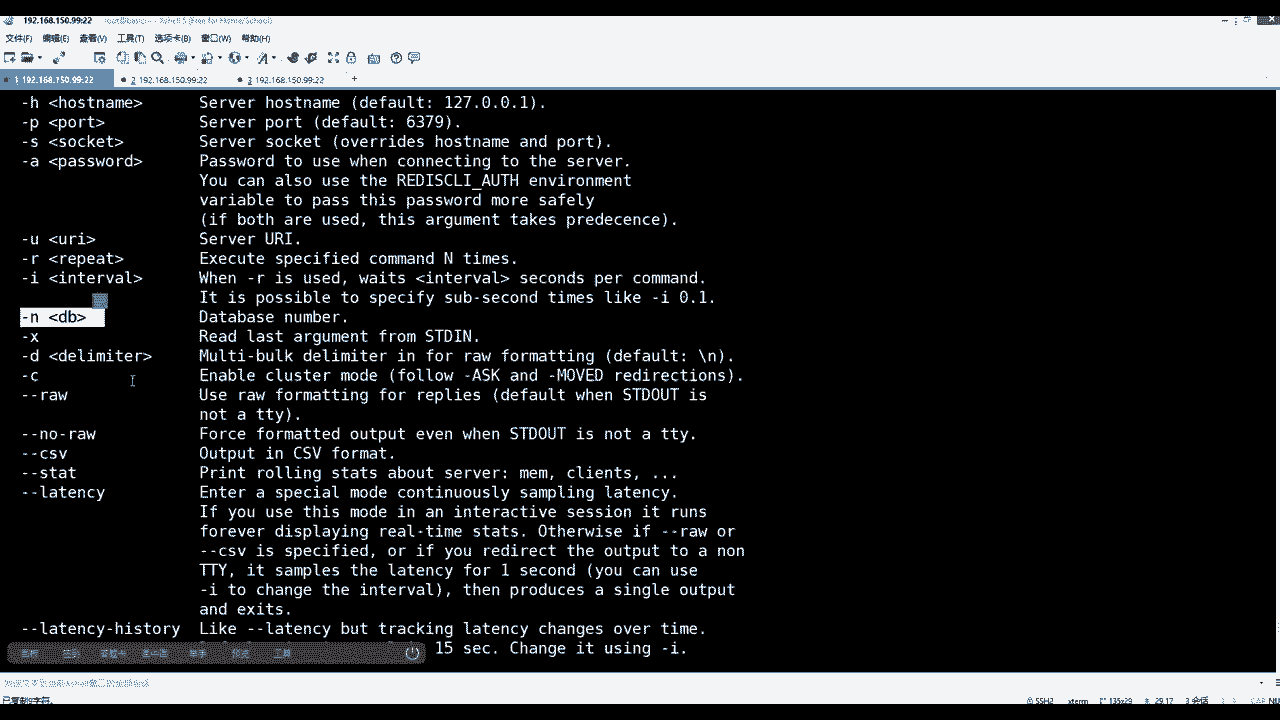 192.168.150.99:22
文件(F) 编辑(E) 查看(V) 工具(T) 选项卡(B) 窗口(W) 帮助(H)
1 192.168.150.99:22 2 192.168.150.99:22 3 192.168.150.99:22 +
-h <hostname> Server hostname (default: 127.0.0.1).
-p <port> Server port (default: 6379).
-s <socket> Server socket (overrides hostname and port).
-a <password> Password to use when connecting to the server.
You can also use the REDISCLI_AUTH environment
variable to pass this password more safely
(if both are used, this argument takes predecence).
-u <uri> Server URI.
-r <repeat> Execute specified command N times.
-i <interval> When -r is used, waits <interval> seconds per command.
It is possible to specify sub-second times like -i 0.1.
-n <db> Database number.
-x Read last argument from STDIN.
-d <delimiter> Multi-bulk delimiter in for raw formatting (default: \n).
-c Enable cluster mode (follow -ASK and -MOVED redirections).
--raw Use raw formatting for replies (default when STDOUT is
not a tty).
--no-raw Force formatted output even when STDOUT is not a tty.
--csv Output in CSV format.
--stat Print rolling stats about server: mem, clients, ...
--latency Enter a special mode continuously sampling latency.
If you use this mode in an interactive session it runs
forever displaying real-time stats. Otherwise if --raw or
--csv is specified, or if you redirect the output to a non
TTY, it samples the latency for 1 second (you can use
-i to change the interval), then produces a single output
and exits.
--latency-history Like --latency but tracking latency changes over time.
15 sec. Change it using -i.
SSH2 xterm 135x29 29,17 3 会话 CAP NU